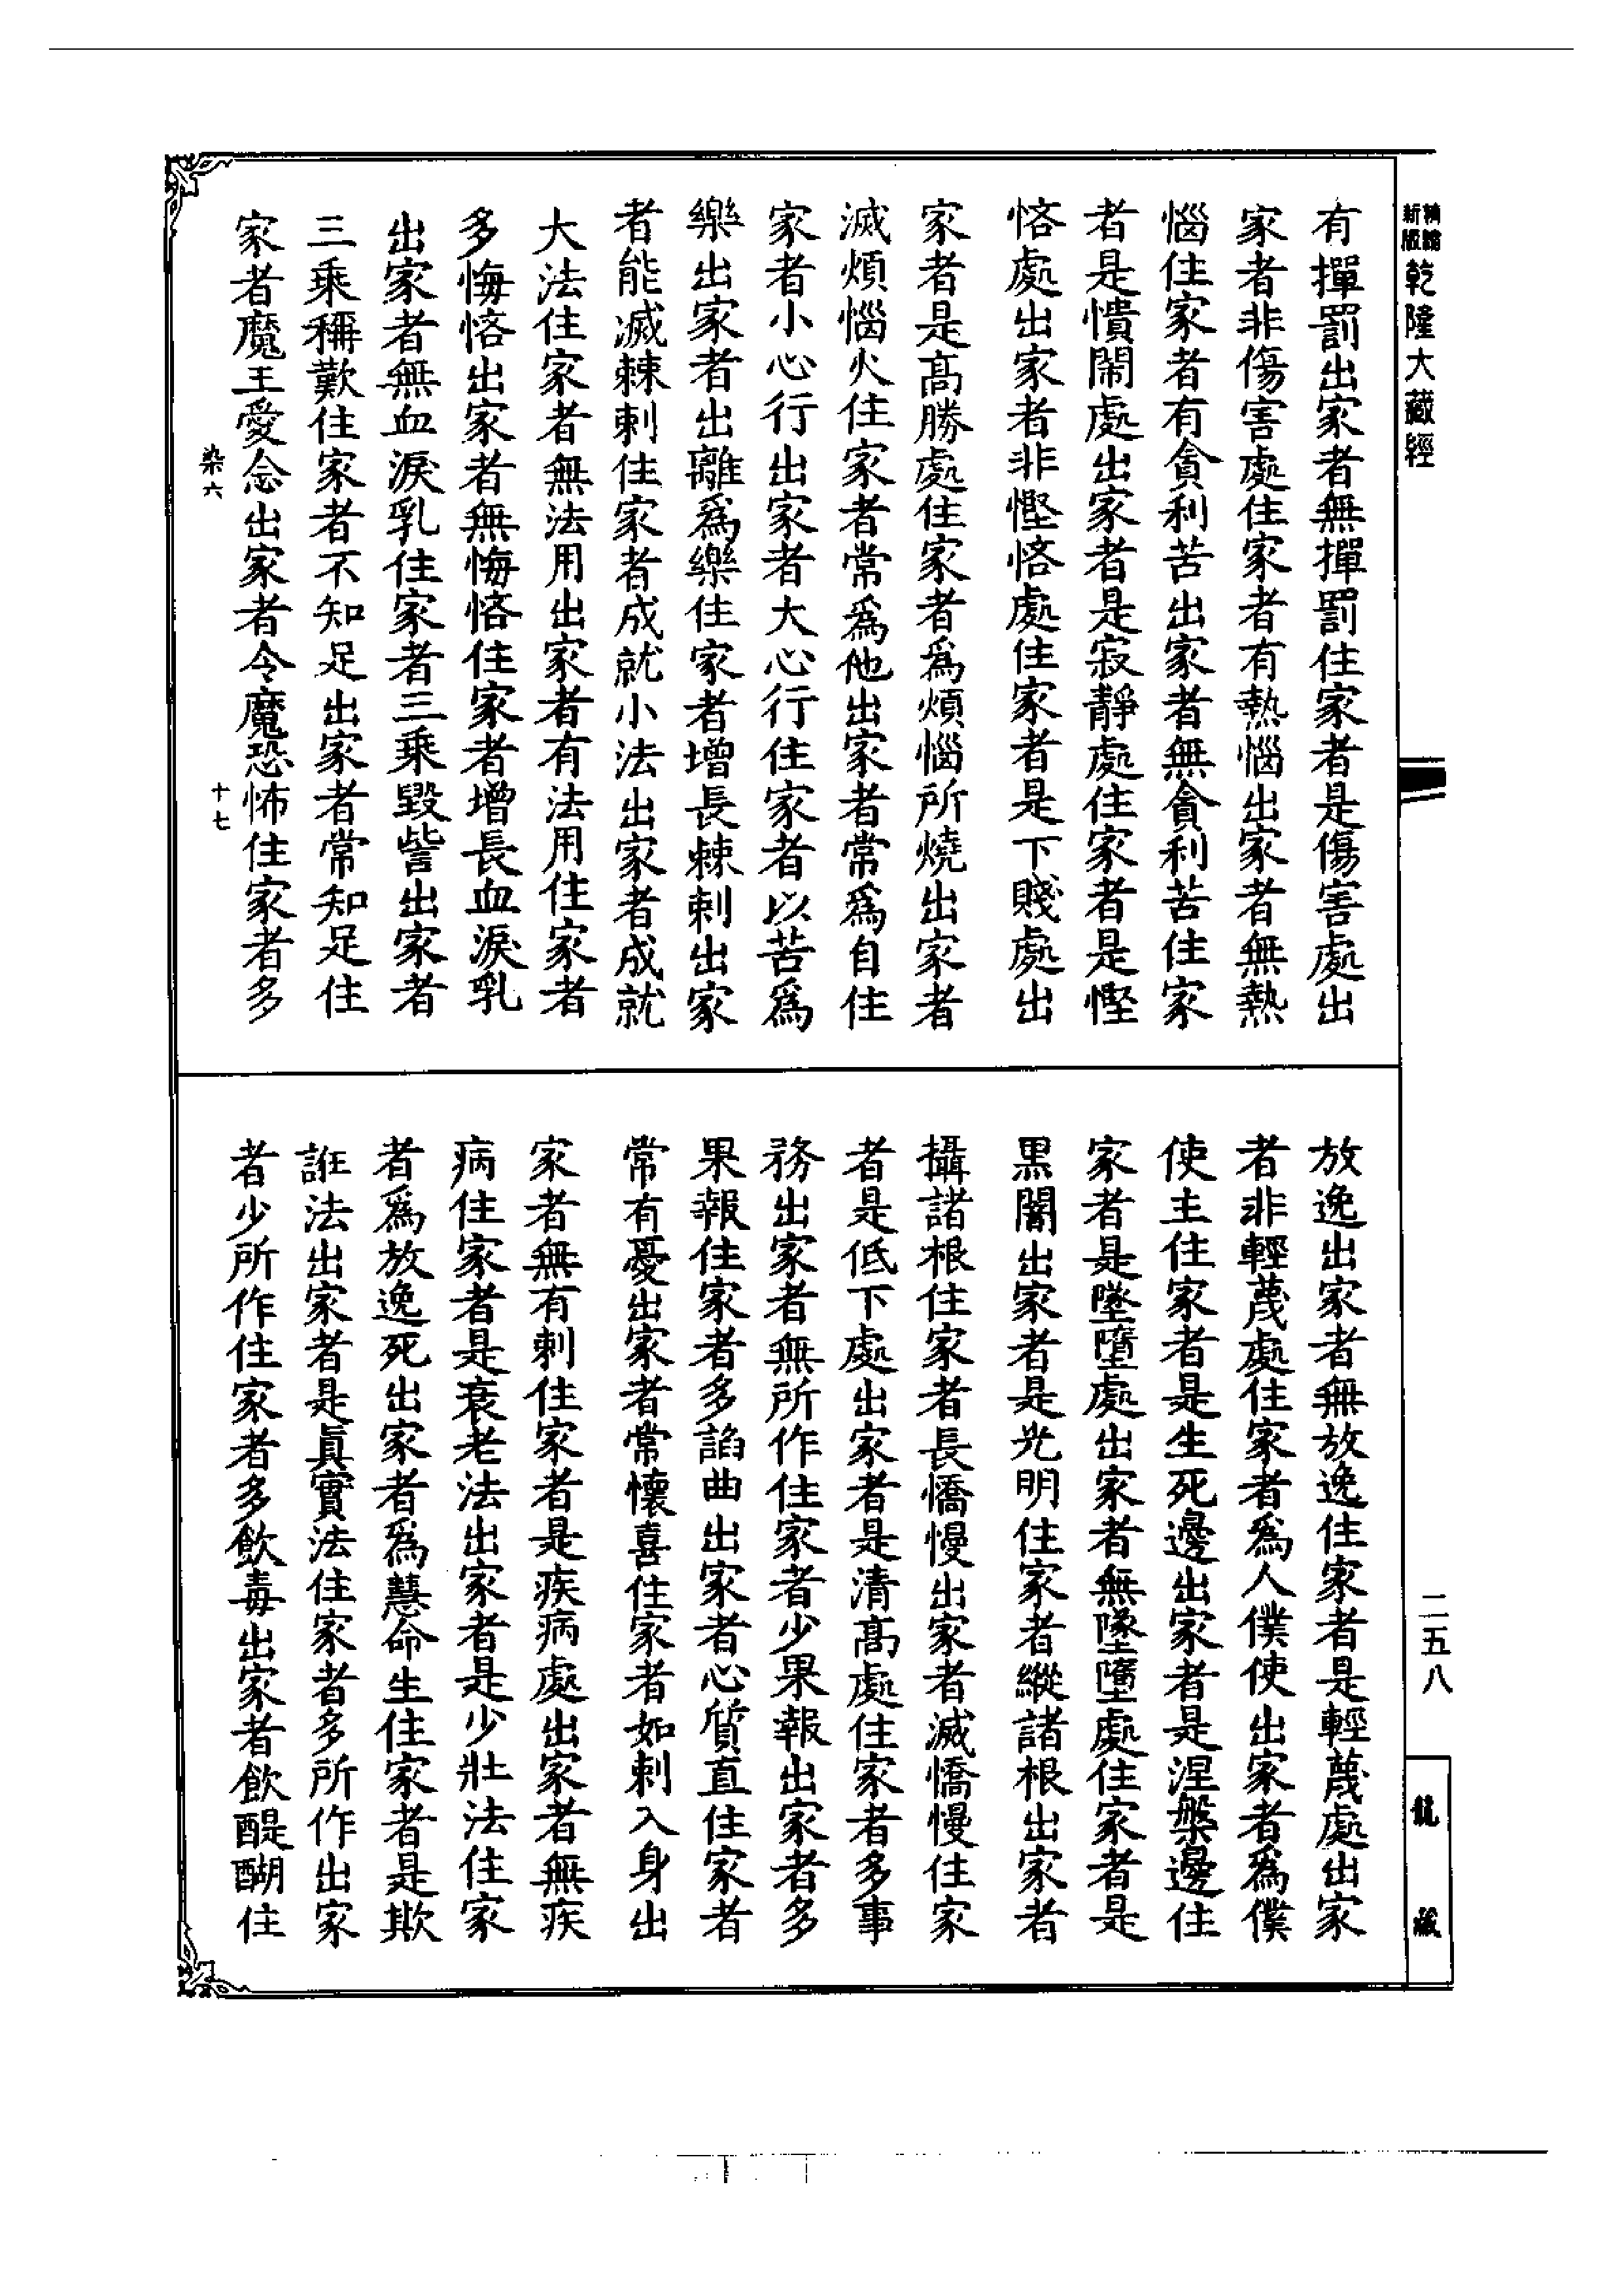 新版
精縮
乾隆大藏經
二五八
龍藏
有撣罰出家者無撣罰住家者是傷害處出
家者非傷害處住家者有熱惱出家者無熱
惱住家者有貪利苦出家者無貪利苦住家
者是憒閙處出家者是寂靜處住家者是慳
悋處出家者非慳悋處住家者是下賤處出
家者是高勝處住家者爲煩惱所燒出家者
滅煩惱火住家者常爲他出家者常爲自住
家者小心行出家者大心行住家者以苦爲
樂出家者出離爲樂住家者增長棘刺出家
者能滅棘刺住家者成就小法出家者成就
大法住家者無法用出家者有法用住家者
多悔悋出家者無悔悋住家者增長血淚乳
出家者無血淚乳住家者三乘毀訾出家者
三乘稱歎住家者不知足出家者常知足住
家者魔王愛念出家者令魔恐怖住家者多
染六
十七
放逸出家者無放逸住家者是輕蔑處出家
者非輕蔑處住家者爲人僕使出家者爲僕
使主住家者是生死邊出家者是涅槃邊住
家者是墜墮處出家者無墜墮處住家者是
黑闇出家者是光明住家者縱諸根出家者
攝諸根住家者長憍慢出家者滅憍慢住家
者是低下處出家者是清高處住家者多事
務出家者無所作住家者少果報出家者多
果報住家者多諂曲出家者心質直住家者
常有憂出家者常懷喜住家者如刺入身出
家者無有刺住家者是疾病處出家者無疾
病住家者是衰老法出家者是少壯法住家
者爲放逸死出家者爲慧命生住家者是欺
誑法出家者是眞實法住家者多所作出家
者少所作住家者多飲毒出家者飲醍醐住